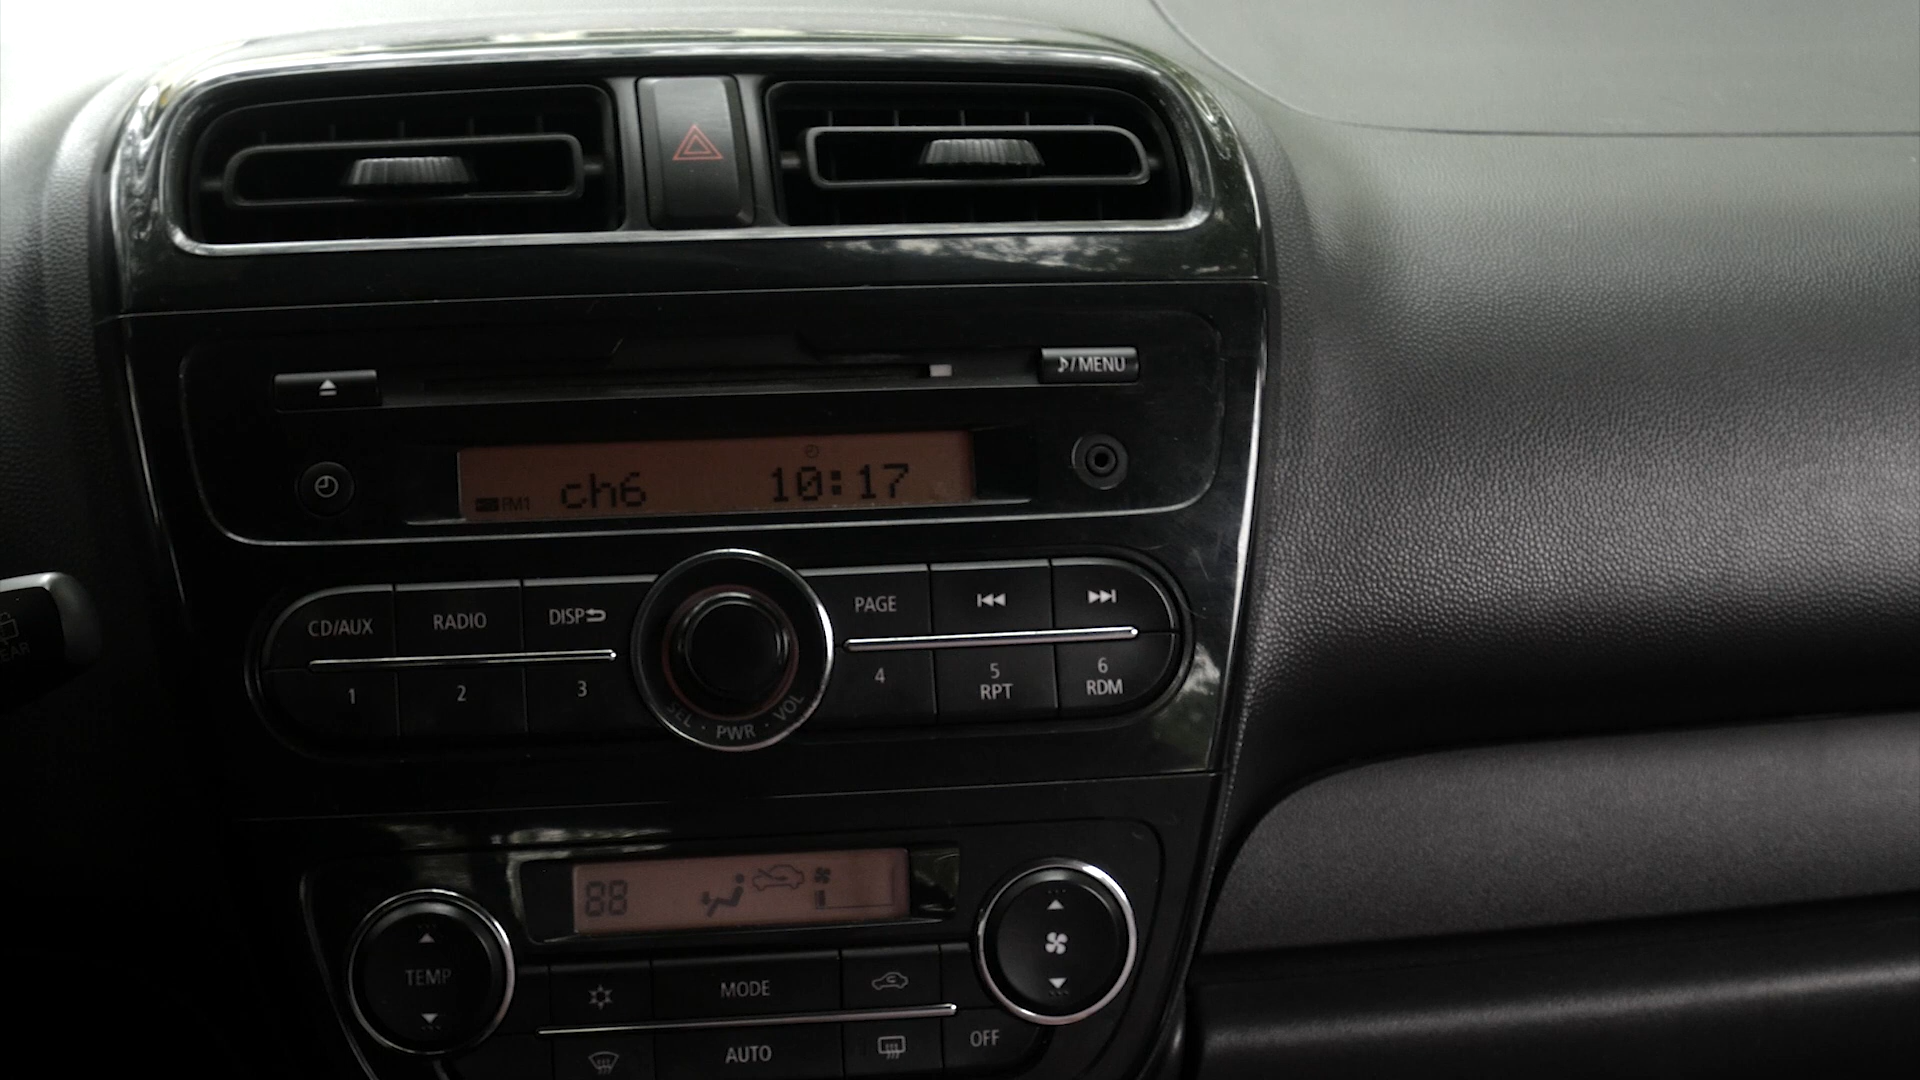 ♪/MENU
FM1 ch6 10:17
CD/AUX RADIO DISP PAGE
1 2 3 4 5 6
RPT RDM
SEL · PWR · VOL
REAR
88
TEMP
MODE
AUTO OFF